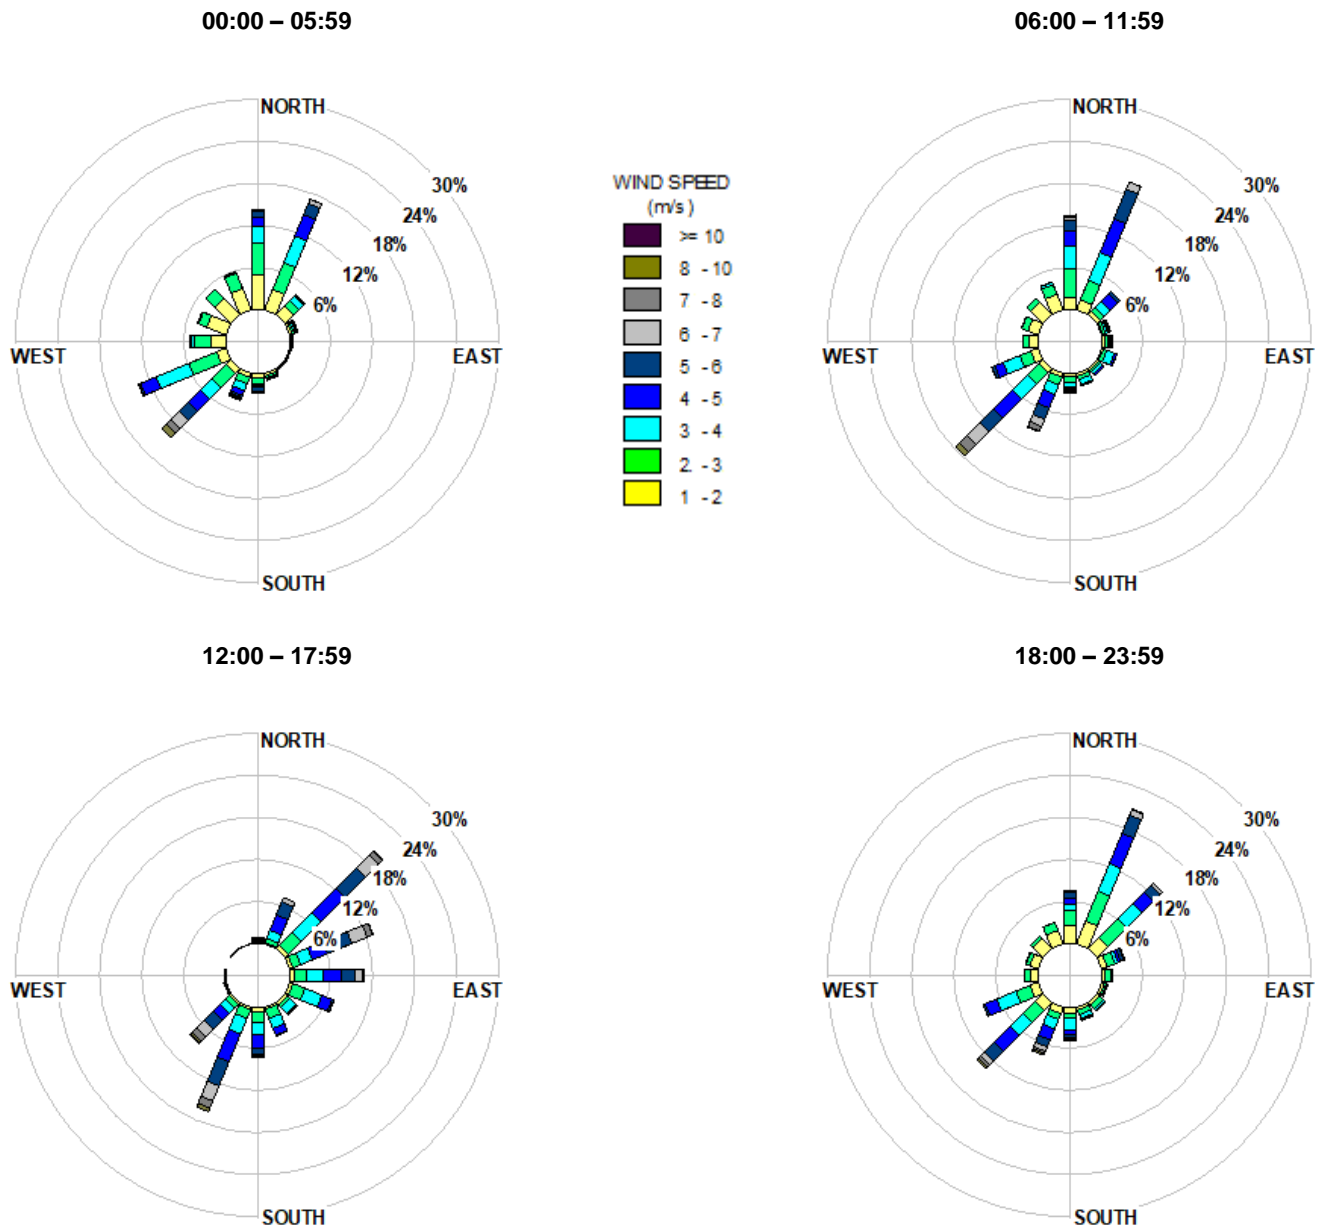 00:00 – 05:59
06:00 – 11:59
NORTH
30%
24%
18%
12%
6%
WEST
EAST
SOUTH
WIND SPEED
(m/s)
>= 10
8 - 10
7 - 8
6 - 7
5 - 6
4 - 5
3 - 4
2 - 3
1 - 2
NORTH
30%
24%
18%
12%
6%
WEST
EAST
SOUTH
12:00 – 17:59
18:00 – 23:59
NORTH
30%
24%
18%
12%
6%
WEST
EAST
SOUTH
NORTH
30%
24%
18%
12%
6%
WEST
EAST
SOUTH